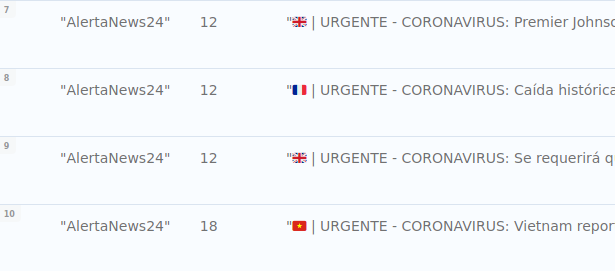 7
"AlertaNews24" 12 "🇬🇧 | URGENTE - CORONAVIRUS: Premier Johnso
8
"AlertaNews24" 12 "🇫🇷 | URGENTE - CORONAVIRUS: Caída histórica
9
"AlertaNews24" 12 "🇬🇧 | URGENTE - CORONAVIRUS: Se requerirá q
10
"AlertaNews24" 18 "🇻🇳 | URGENTE - CORONAVIRUS: Vietnam repor